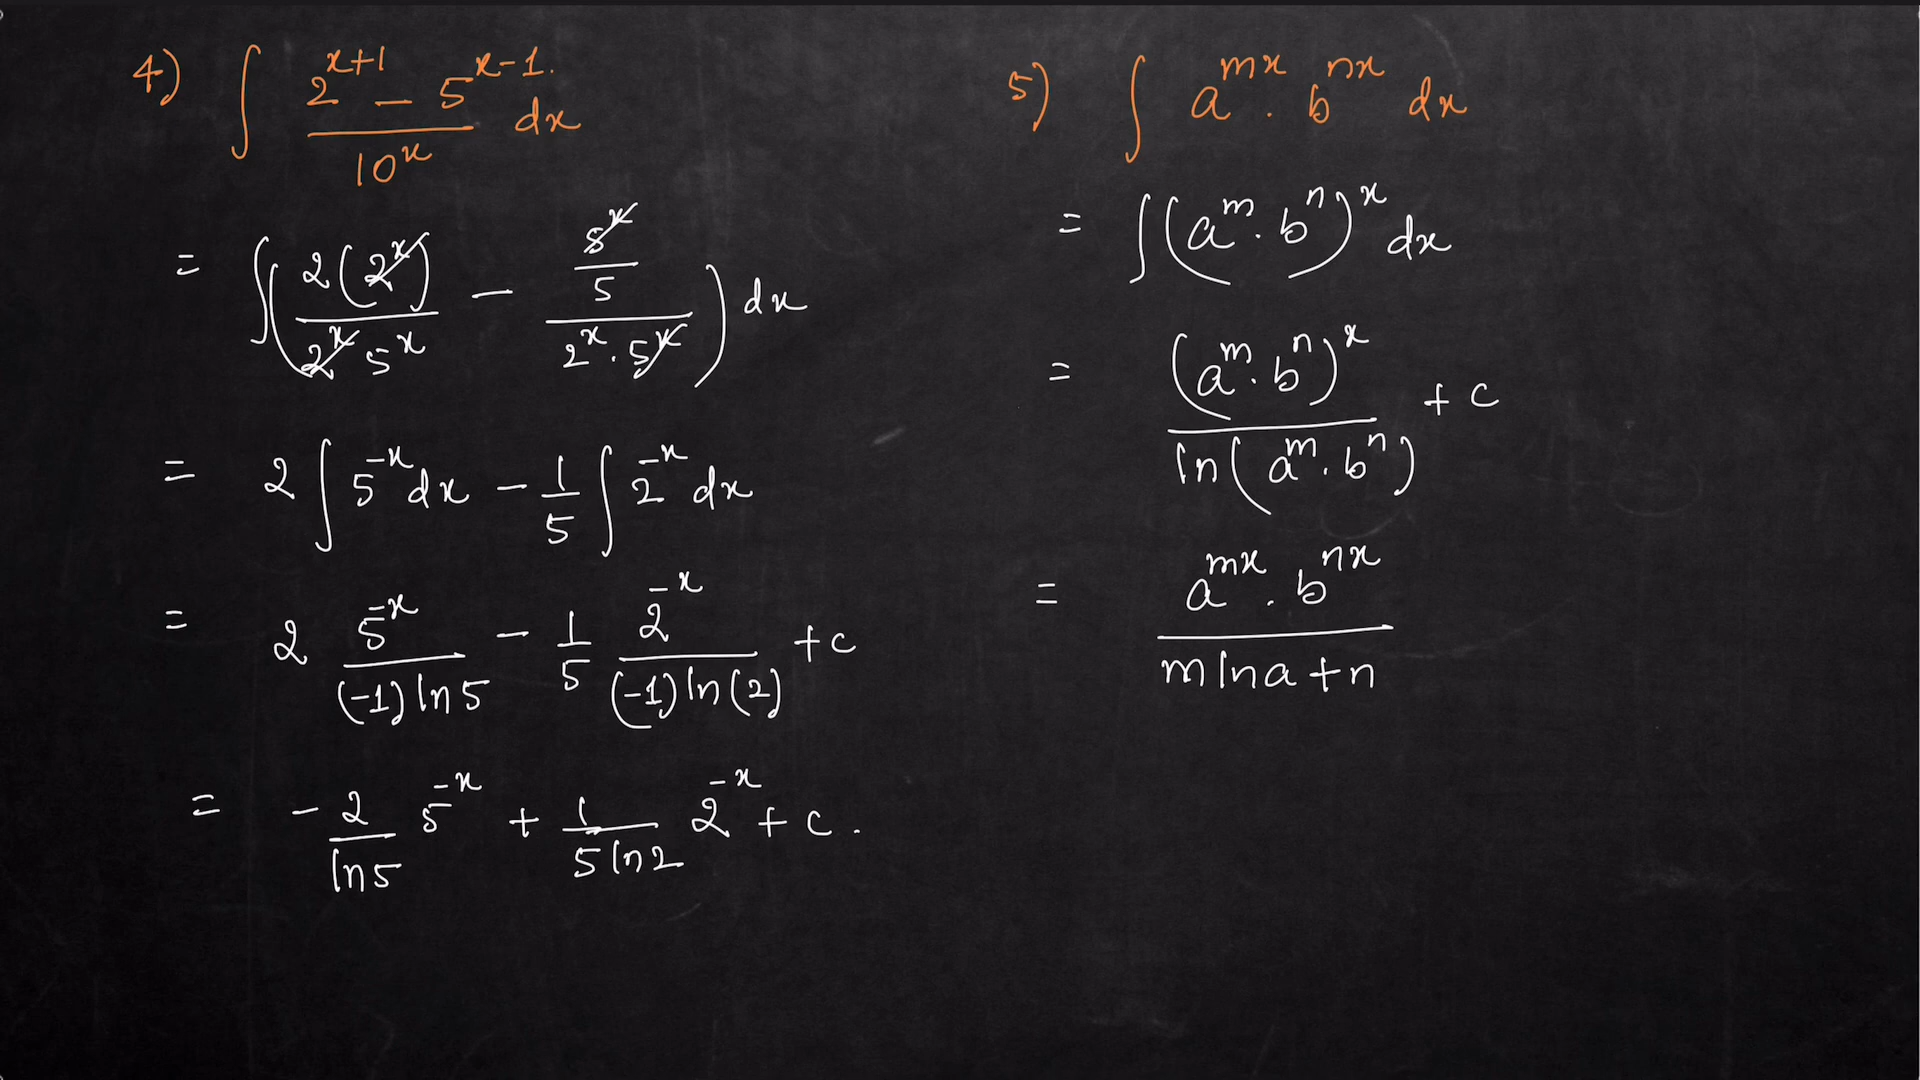 4) ∫ (2^(x+1) - 5^(x-1))/10^x dx
= ∫(2(2^x)/(2^x 5^x) - (5^x/5)/(2^x . 5^x)) dx
= 2 ∫ 5^(-x) dx - 1/5 ∫ 2^(-x) dx
= 2 5^(-x)/((-1) ln 5) - 1/5 2^(-x)/((-1) ln(2)) + c
= - 2/ln5 5^(-x) + 1/(5 ln2) 2^(-x) + c.
5) ∫ a^(mx) . b^(nx) dx
= ∫(a^m . b^n)^x dx
= (a^m . b^n)^x / ln(a^m . b^n) + c
= a^(mx) . b^(nx) / (m ln a + n